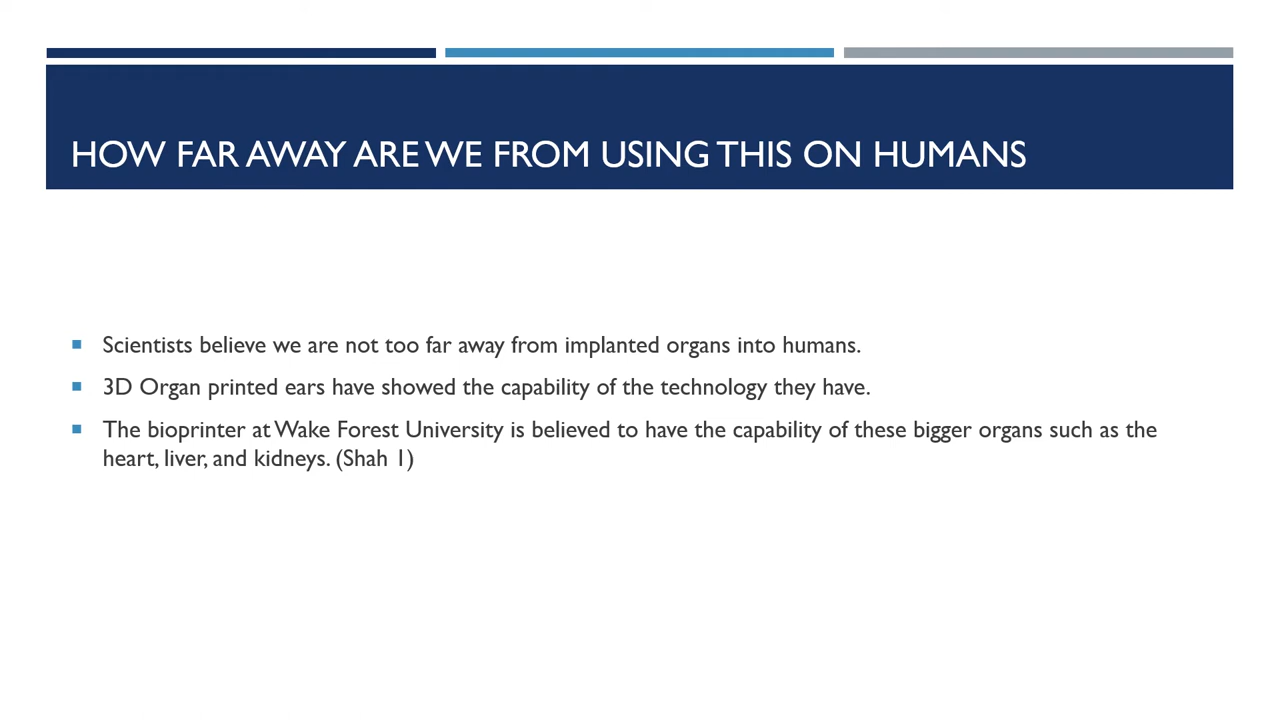 HOW FAR AWAY ARE WE FROM USING THIS ON HUMANS
Scientists believe we are not too far away from implanted organs into humans.
3D Organ printed ears have showed the capability of the technology they have.
The bioprinter at Wake Forest University is believed to have the capability of these bigger organs such as the
heart, liver, and kidneys. (Shah 1)